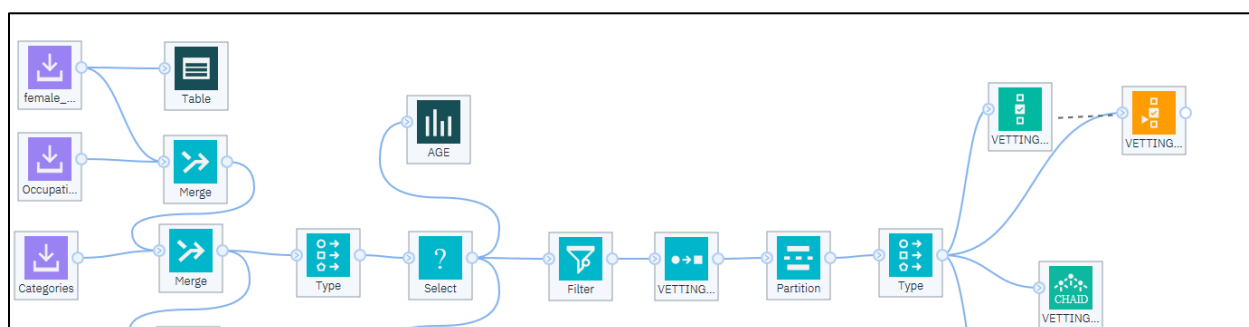 female_...
Table
AGE
VETTING...
VETTING...
Occupati...
Merge
Categories
Merge
Type
?
Select
Filter
VETTING...
Partition
Type
CHAID
VETTING...